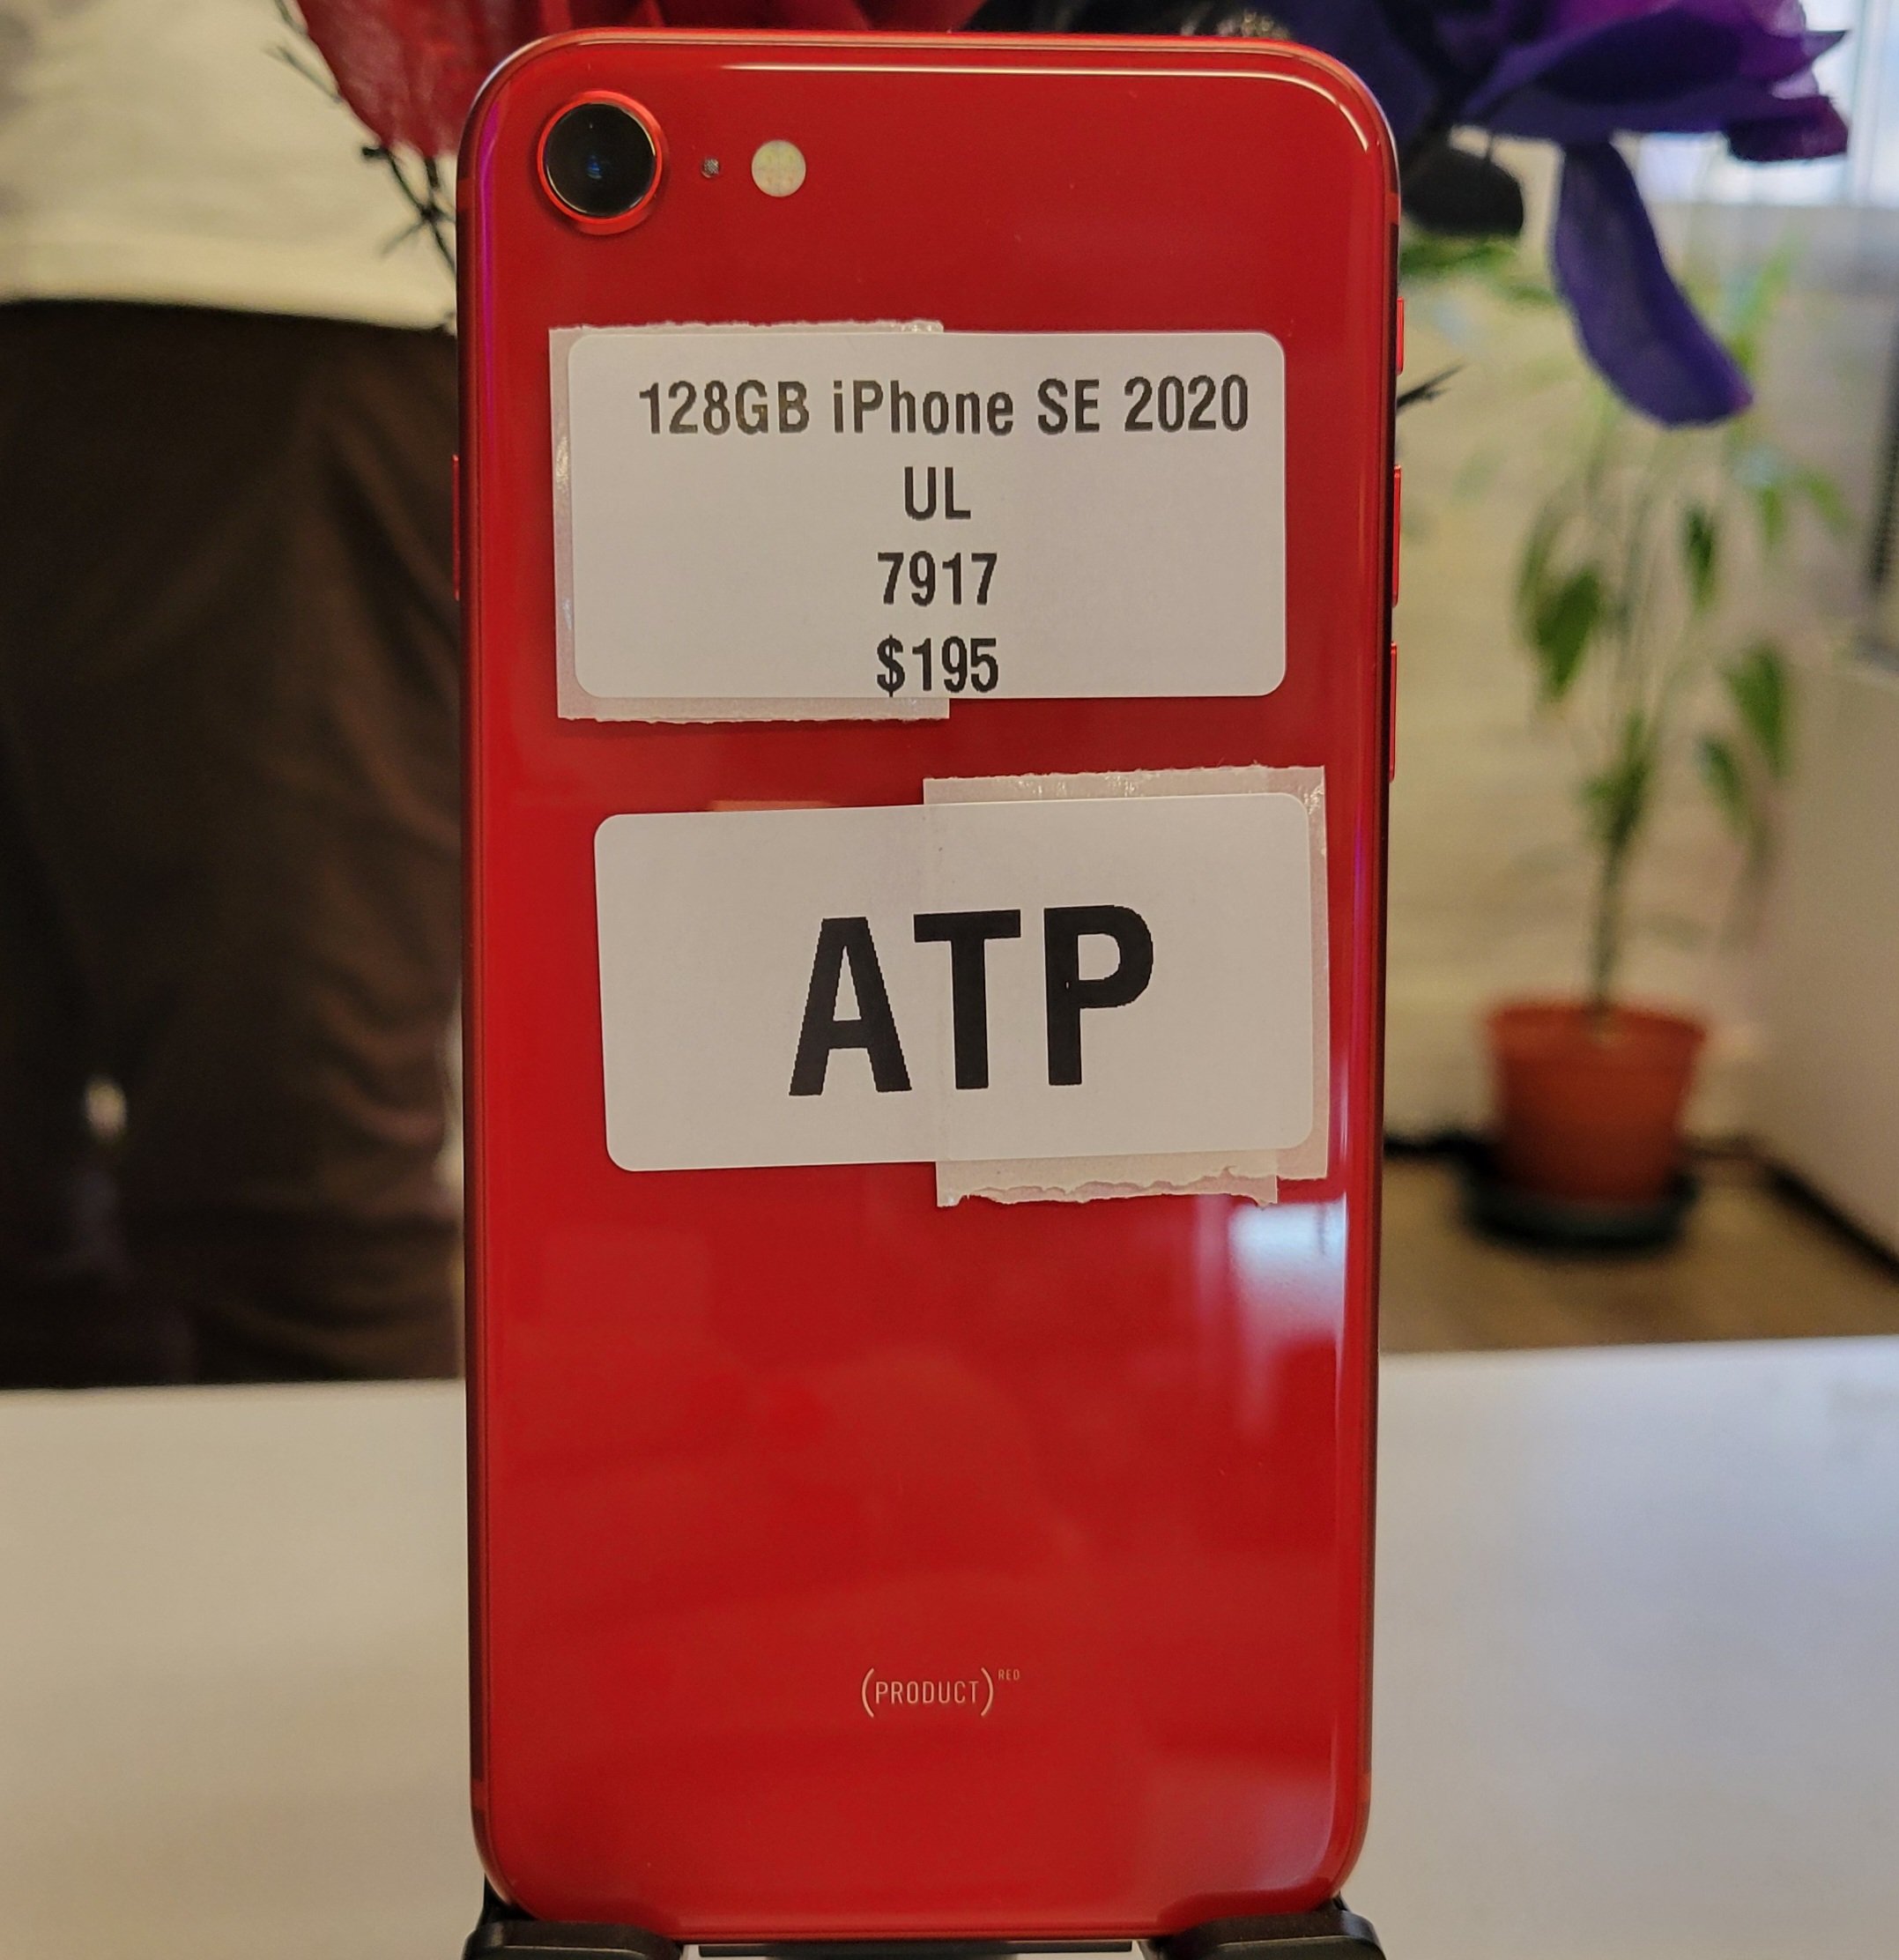 128GB iPhone SE 2020
UL
7917
$195
ATP
(PRODUCT)RED